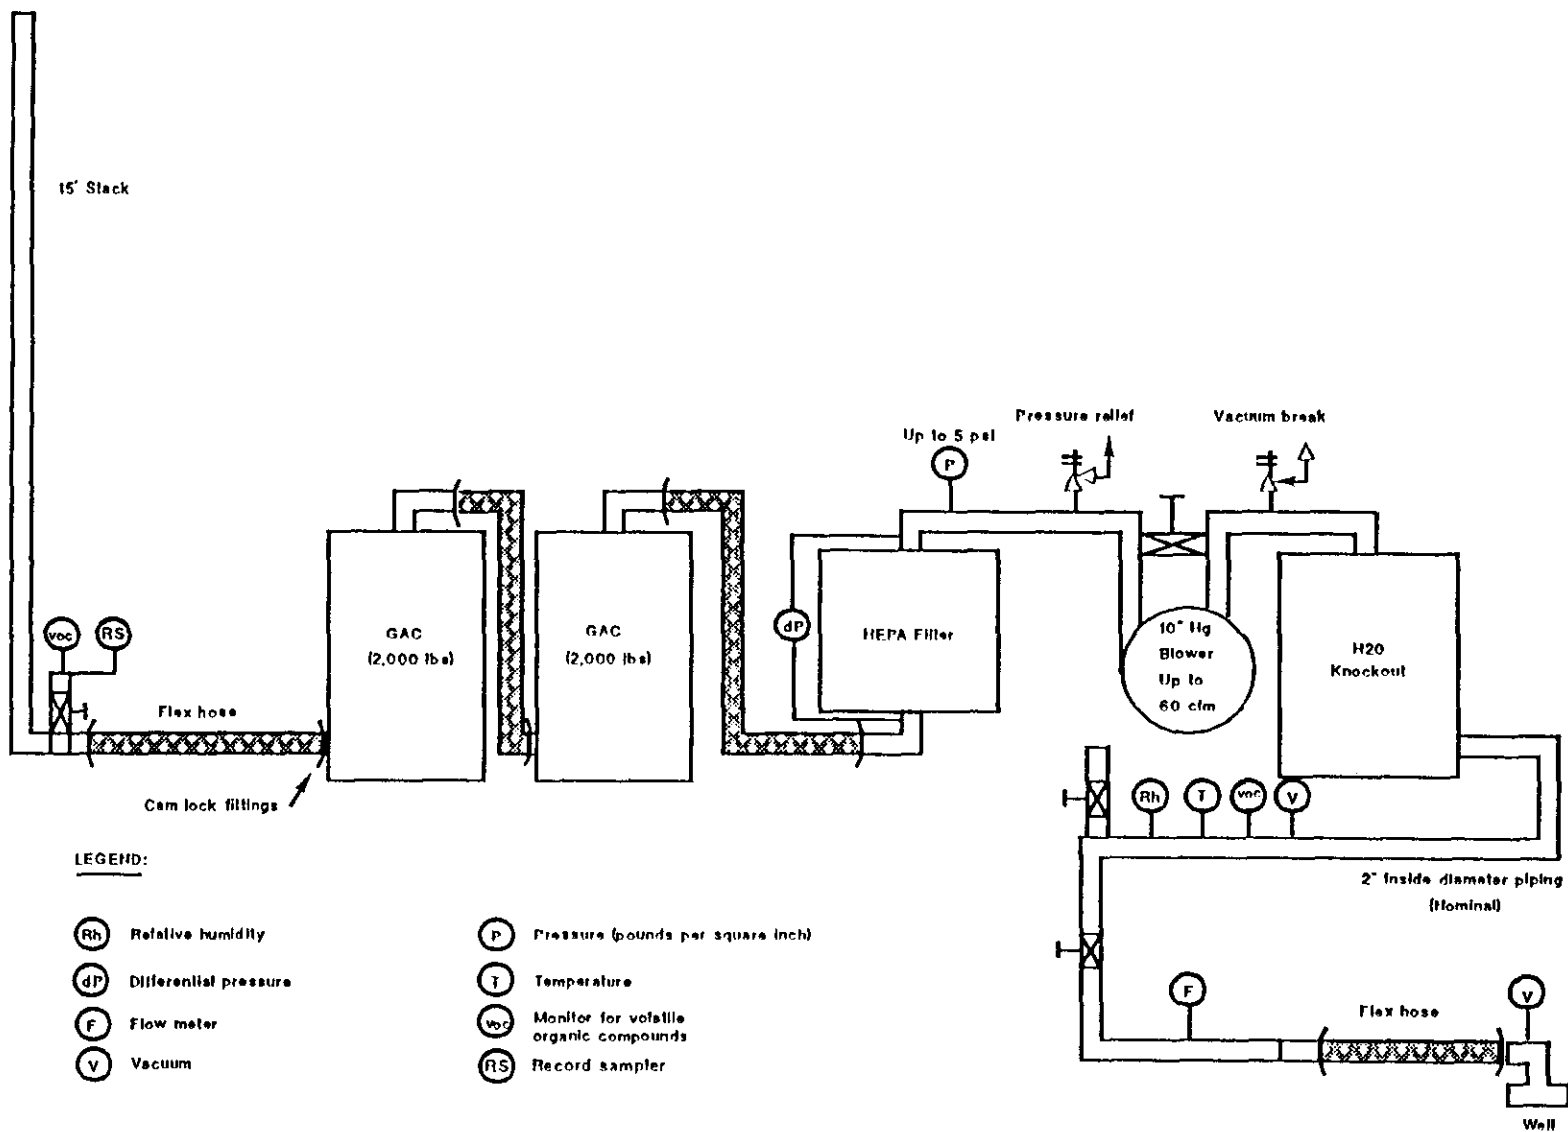 15' Stack
Up to 5 psi
Pressure relief
Vacuum break
P
voc
RS
GAC
(2,000 lbs)
GAC
(2,000 lbs)
dP
HEPA Filter
10" Hg
Blower
Up to
60 cfm
H20
Knockout
Flex hose
Cam lock fittings
Rh
T
voc
V
2" inside diameter piping
(Nominal)
LEGEND:
Rh Relative humidity
dP Differential pressure
F Flow meter
V Vacuum
P Pressure (pounds per square inch)
T Temperature
voc Monitor for volatile
organic compounds
RS Record sampler
F
Flex hose
V
Well